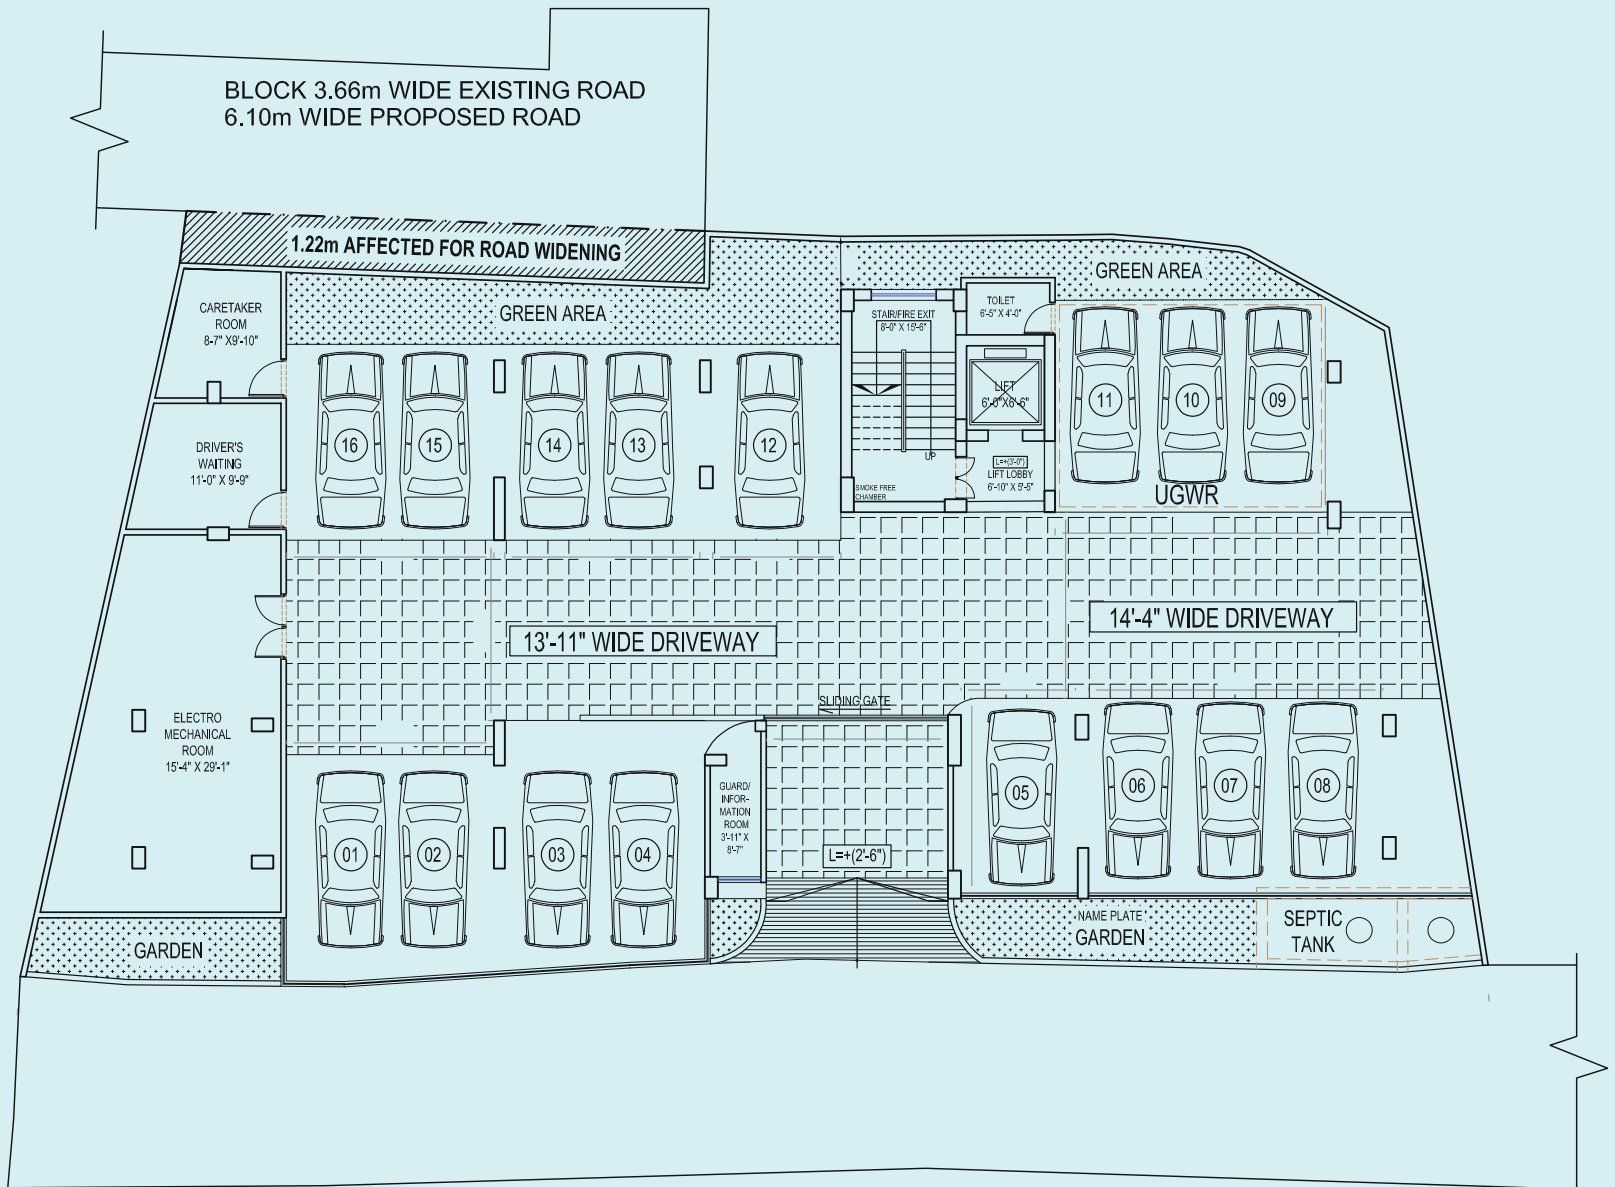 BLOCK 3.66m WIDE EXISTING ROAD
6.10m WIDE PROPOSED ROAD
1.22m AFFECTED FOR ROAD WIDENING
GREEN AREA
GREEN AREA
CARETAKER
ROOM
8'-7" X9'-10"
STAIR/FIRE EXIT
8'-0" X 15'-6"
TOILET
6'-5" X 4'-0"
LIFT
6'-0"X6'-6"
11
10
09
16
15
14
13
12
DRIVER'S
WAITING
11'-0" X 9'-9"
UP
L=+(3'-0")
LIFT LOBBY
6'-10" X 5'-5"
SMOKE FREE
CHAMBER
UGWR
13'-11" WIDE DRIVEWAY
14'-4" WIDE DRIVEWAY
SLIDING GATE
ELECTRO
MECHANICAL
ROOM
15'-4" X 29'-1"
GUARD/
INFOR-
MATION
ROOM
3'-11" X
8'-7"
05
06
07
08
01
02
03
04
L=+(2'-6")
GARDEN
NAME PLATE
GARDEN
SEPTIC
TANK